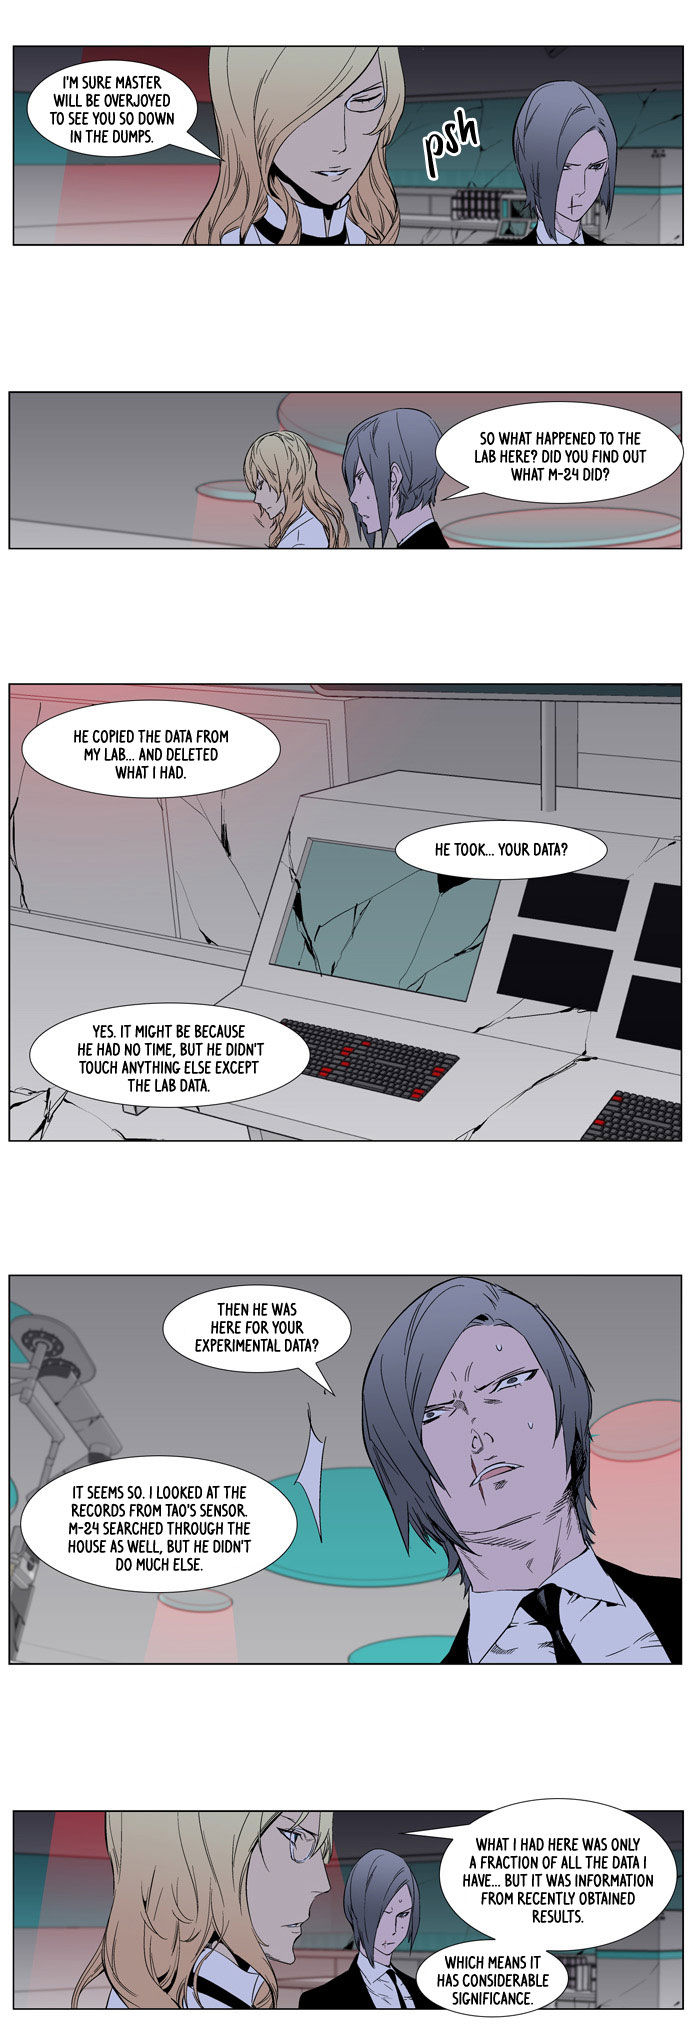 I'M SURE MASTER
WILL BE OVERJOYED
TO SEE YOU SO DOWN
IN THE DUMPS.
psh
SO WHAT HAPPENED TO THE
LAB HERE? DID YOU FIND OUT
WHAT M-24 DID?
HE COPIED THE DATA FROM
MY LAB... AND DELETED
WHAT I HAD.
HE TOOK... YOUR DATA?
YES. IT MIGHT BE BECAUSE
HE HAD NO TIME, BUT HE DIDN'T
TOUCH ANYTHING ELSE EXCEPT
THE LAB DATA.
THEN HE WAS
HERE FOR YOUR
EXPERIMENTAL DATA?
IT SEEMS SO. I LOOKED AT THE
RECORDS FROM TAO'S SENSOR.
M-24 SEARCHED THROUGH THE
HOUSE AS WELL, BUT HE DIDN'T
DO MUCH ELSE.
WHAT I HAD HERE WAS ONLY
A FRACTION OF ALL THE DATA I
HAVE... BUT IT WAS INFORMATION
FROM RECENTLY OBTAINED
RESULTS.
WHICH MEANS IT
HAS CONSIDERABLE
SIGNIFICANCE.